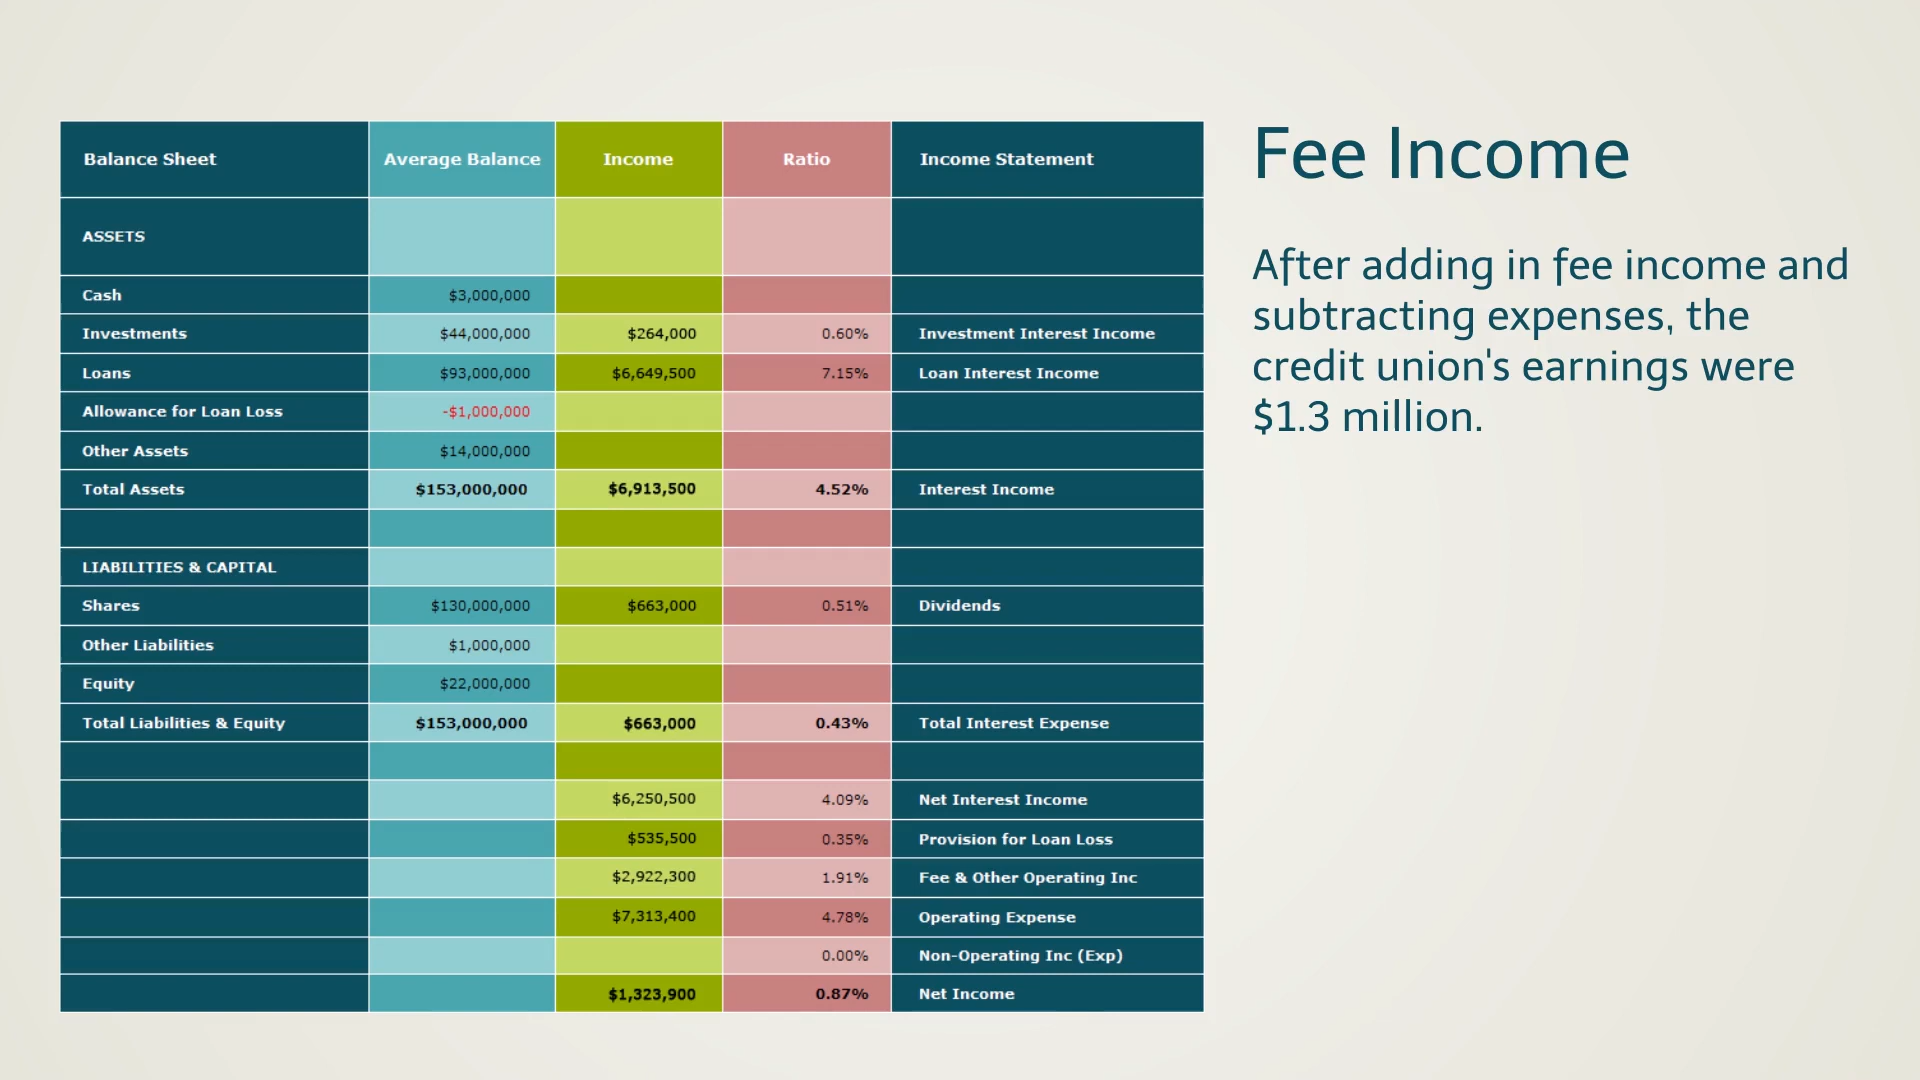 Balance Sheet Average Balance Income Ratio Income Statement
ASSETS
Cash $3,000,000
Investments $44,000,000 $264,000 0.60% Investment Interest Income
Loans $93,000,000 $6,649,500 7.15% Loan Interest Income
Allowance for Loan Loss -$1,000,000
Other Assets $14,000,000
Total Assets $153,000,000 $6,913,500 4.52% Interest Income
LIABILITIES & CAPITAL
Shares $130,000,000 $663,000 0.51% Dividends
Other Liabilities $1,000,000
Equity $22,000,000
Total Liabilities & Equity $153,000,000 $663,000 0.43% Total Interest Expense
$6,250,500 4.09% Net Interest Income
$535,500 0.35% Provision for Loan Loss
$2,922,300 1.91% Fee & Other Operating Inc
$7,313,400 4.78% Operating Expense
0.00% Non-Operating Inc (Exp)
$1,323,900 0.87% Net Income
Fee Income
After adding in fee income and
subtracting expenses, the
credit union's earnings were
$1.3 million.